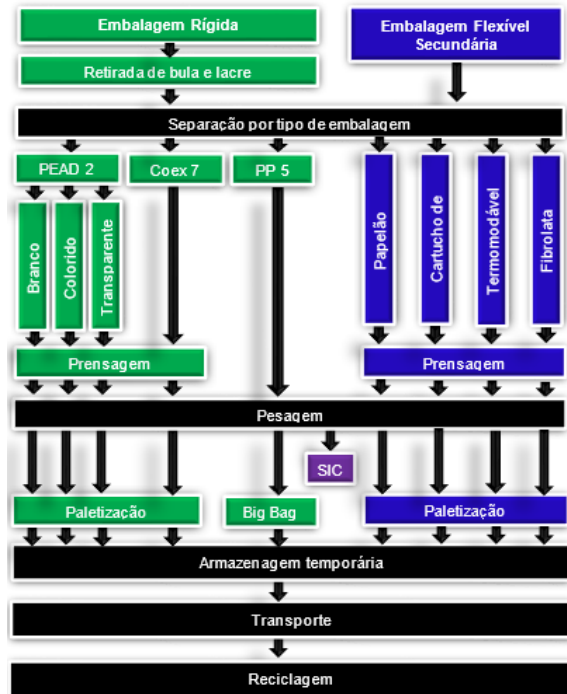 Embalagem Rígida
Embalagem Flexível
Secundária
Retirada de bula e lacre
Separação por tipo de embalagem
PEAD 2
Coex 7
PP 5
Branco
Colorido
Transparente
Papelão
Cartucho de
Termomodável
Fibrolata
Prensagem
Prensagem
Pesagem
SIC
Paletização
Big Bag
Paletização
Armazenagem temporária
Transporte
Reciclagem